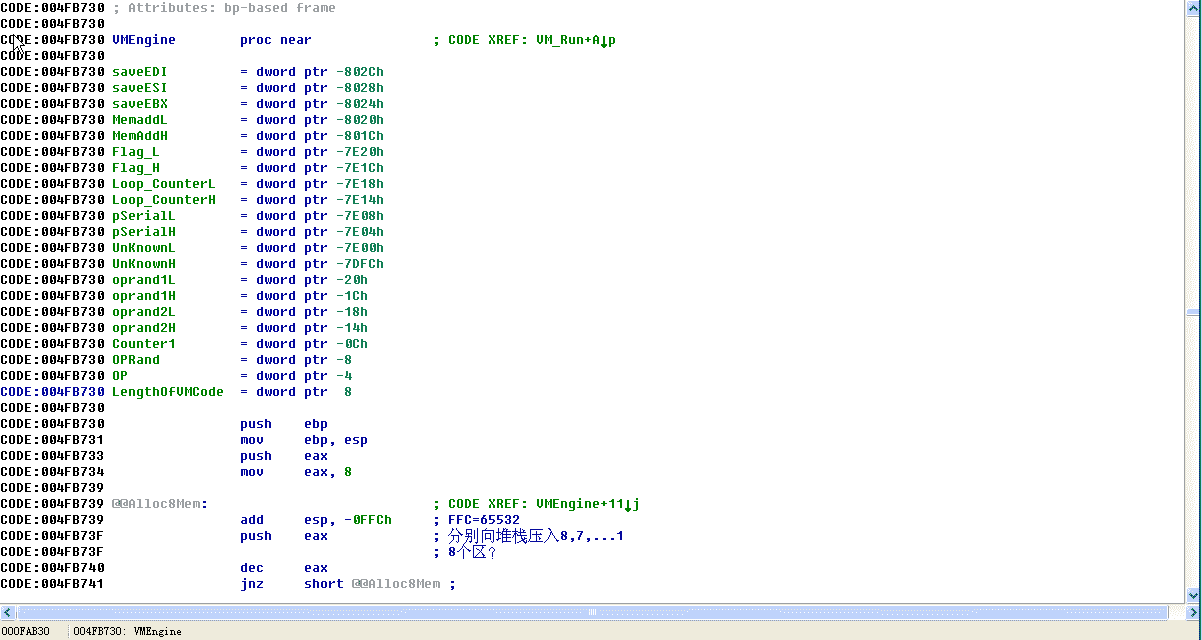 CODE:004FB730 ; Attributes: bp-based frame
CODE:004FB730
CODE:004FB730 VMEngine        proc near               ; CODE XREF: VM_Run+A↓p
CODE:004FB730
CODE:004FB730 saveEDI         = dword ptr -802Ch
CODE:004FB730 saveESI         = dword ptr -8028h
CODE:004FB730 saveEBX         = dword ptr -8024h
CODE:004FB730 MemaddL         = dword ptr -8020h
CODE:004FB730 MemAddH         = dword ptr -801Ch
CODE:004FB730 Flag_L          = dword ptr -7E20h
CODE:004FB730 Flag_H          = dword ptr -7E1Ch
CODE:004FB730 Loop_CounterL   = dword ptr -7E18h
CODE:004FB730 Loop_CounterH   = dword ptr -7E14h
CODE:004FB730 pSerialL        = dword ptr -7E08h
CODE:004FB730 pSerialH        = dword ptr -7E04h
CODE:004FB730 UnKnownL        = dword ptr -7E00h
CODE:004FB730 UnKnownH        = dword ptr -7DFCh
CODE:004FB730 oprand1L        = dword ptr -20h
CODE:004FB730 oprand1H        = dword ptr -1Ch
CODE:004FB730 oprand2L        = dword ptr -18h
CODE:004FB730 oprand2H        = dword ptr -14h
CODE:004FB730 Counter1        = dword ptr -0Ch
CODE:004FB730 OPRand          = dword ptr -8
CODE:004FB730 OP              = dword ptr -4
CODE:004FB730 LengthOfVMCode  = dword ptr  8
CODE:004FB730
CODE:004FB730                 push    ebp
CODE:004FB731                 mov     ebp, esp
CODE:004FB733                 push    eax
CODE:004FB734                 mov     eax, 8
CODE:004FB739
CODE:004FB739 @@Alloc8Mem:                            ; CODE XREF: VMEngine+11↓j
CODE:004FB739                 add     esp, -0FFCh     ; FFC=65532
CODE:004FB73F                 push    eax             ; 分别向堆栈压入8,7,...1
CODE:004FB73F                                         ; 8个区?
CODE:004FB740                 dec     eax
CODE:004FB741                 jnz     short @@Alloc8Mem ;
000FAB30 004FB730: VMEngine